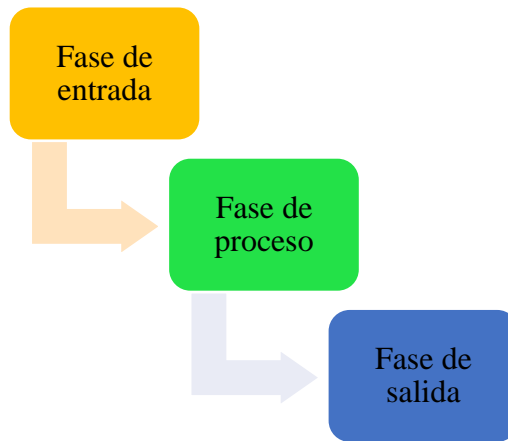 Fase de
entrada
Fase de
proceso
Fase de
salida